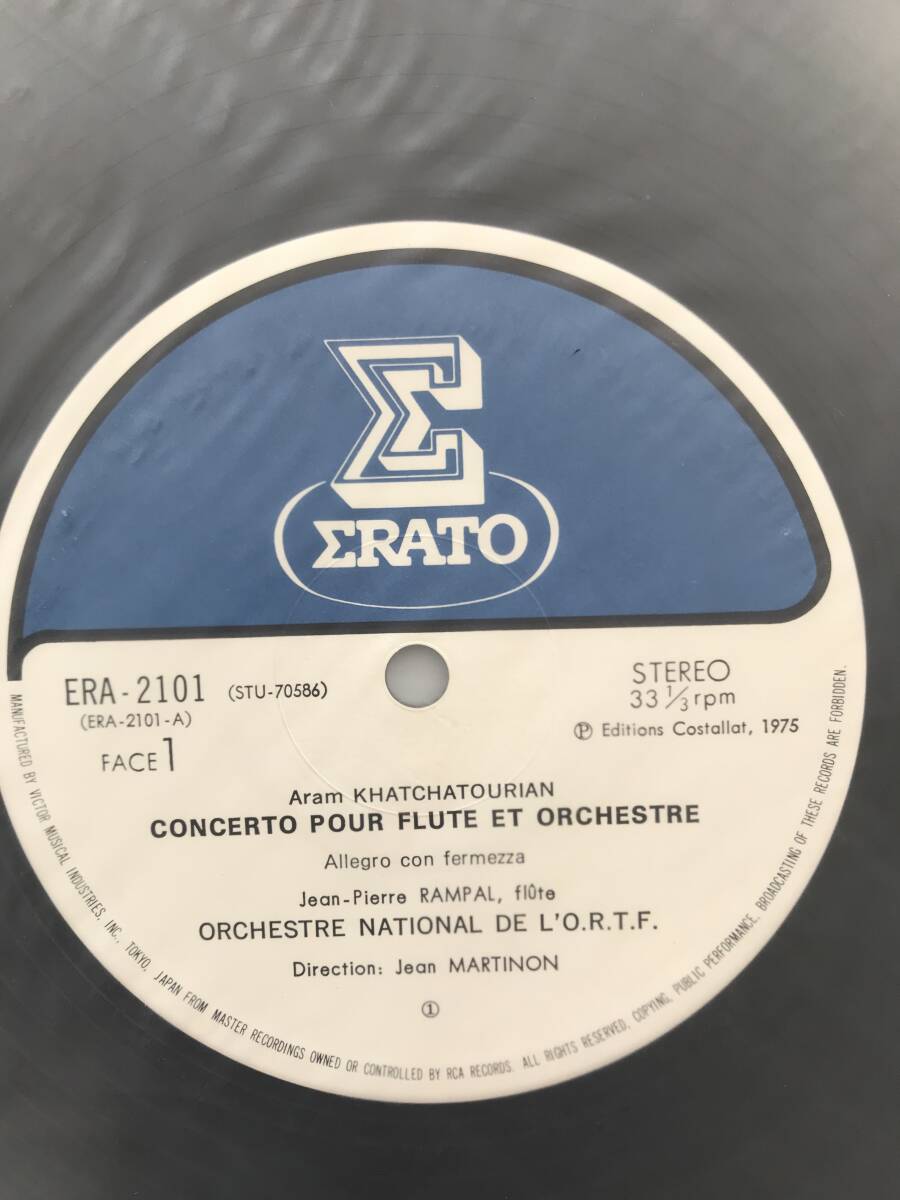 Σ
ΣRATO
ERA-2101 (STU-70586)
(ERA-2101-A)
FACE 1
STEREO
33 1/3 rpm
Ⓟ Editions Costallat, 1975
Aram KHATCHATOURIAN
CONCERTO POUR FLUTE ET ORCHESTRE
Allegro con fermezza
Jean-Pierre RAMPAL, flûte
ORCHESTRE NATIONAL DE L'O.R.T.F.
Direction: Jean MARTINON
①
MANUFACTURED BY VICTOR MUSICAL INDUSTRIES, INC., TOKYO, JAPAN FROM MASTER RECORDINGS OWNED OR CONTROLLED BY RCA RECORDS. ALL RIGHTS RESERVED, COPYING, PUBLIC PERFORMANCE, BROADCASTING OF THESE RECORDS ARE FORBIDDEN.